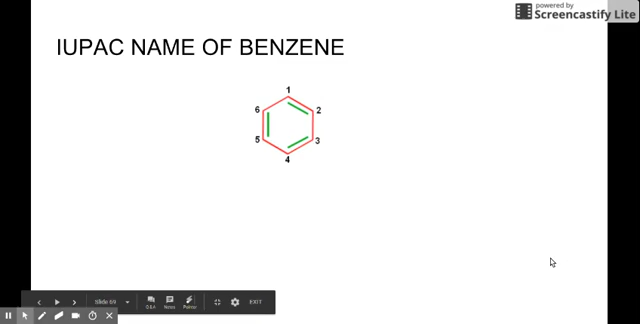 powered by
Screencastify Lite
IUPAC NAME OF BENZENE
1
6
2
5
3
4
Slide 69
Q&A
Notes
Pointer
EXIT